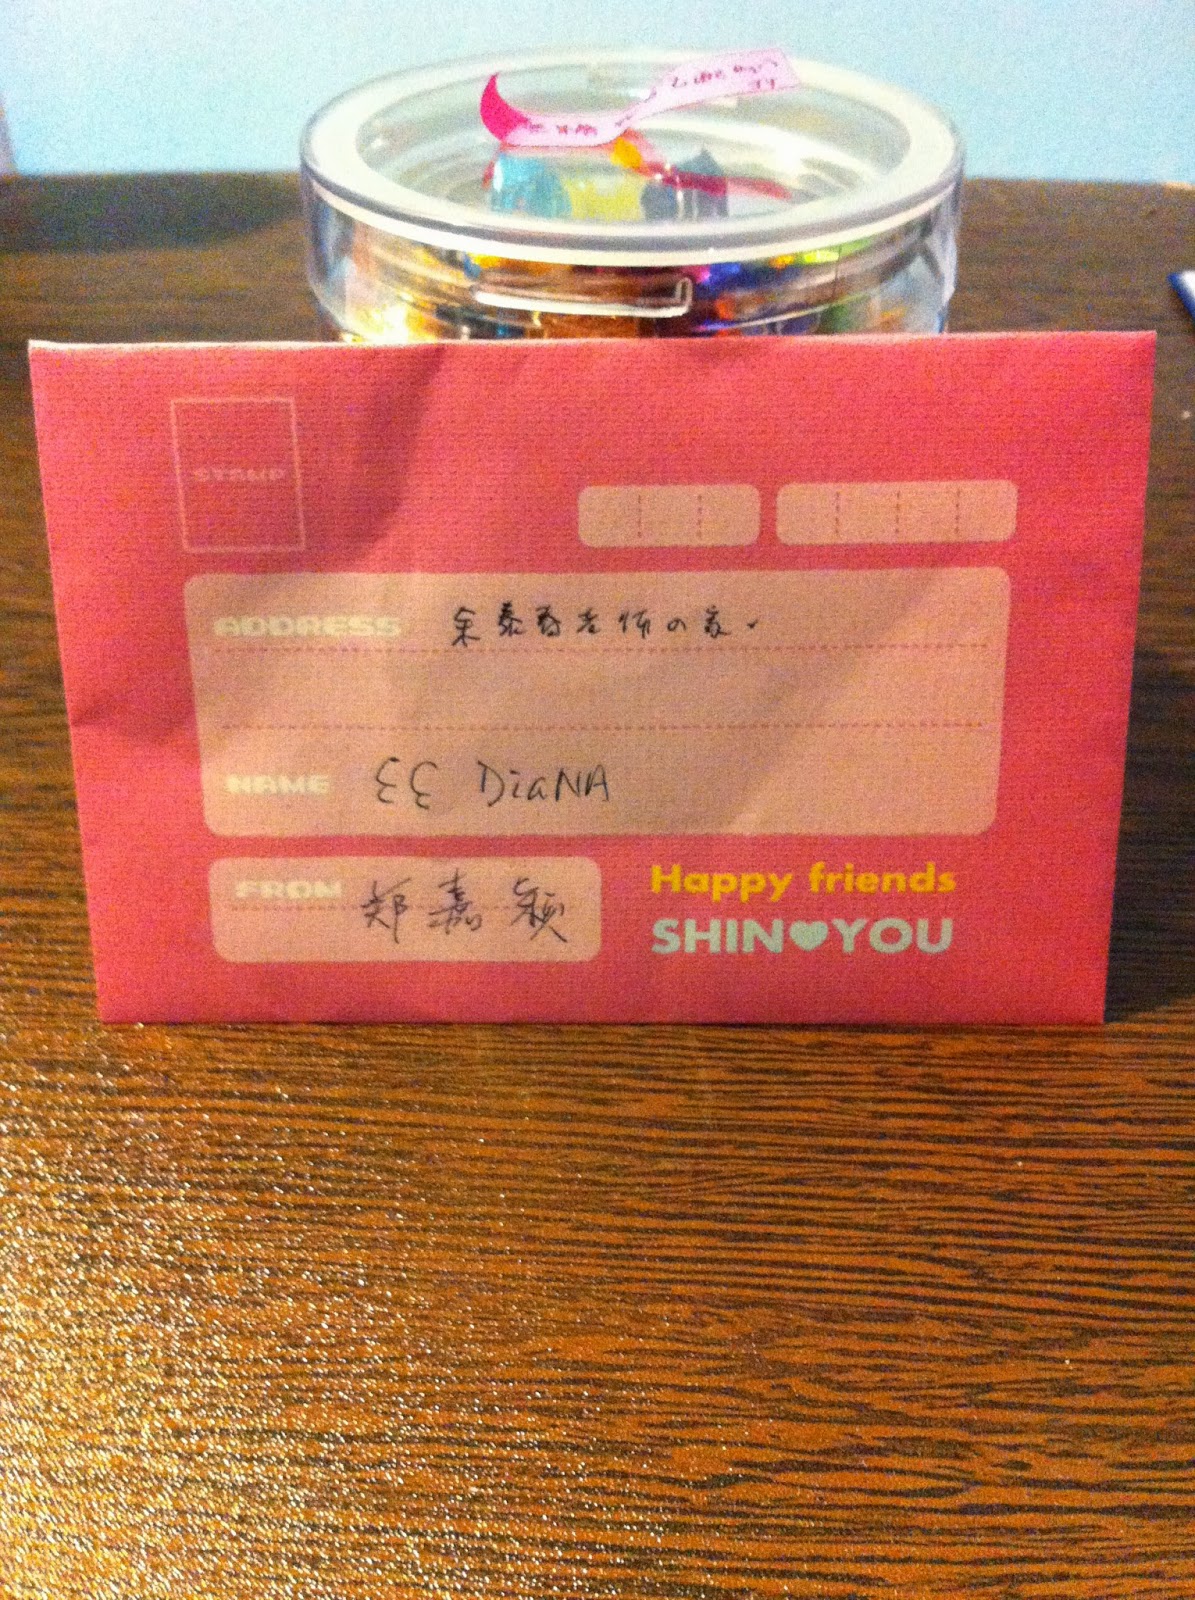 STAMP
ADDRESS 余泰 老师の家
NAME EE DiaNA
FROM 郑嘉颖
Happy friends
SHIN♥YOU